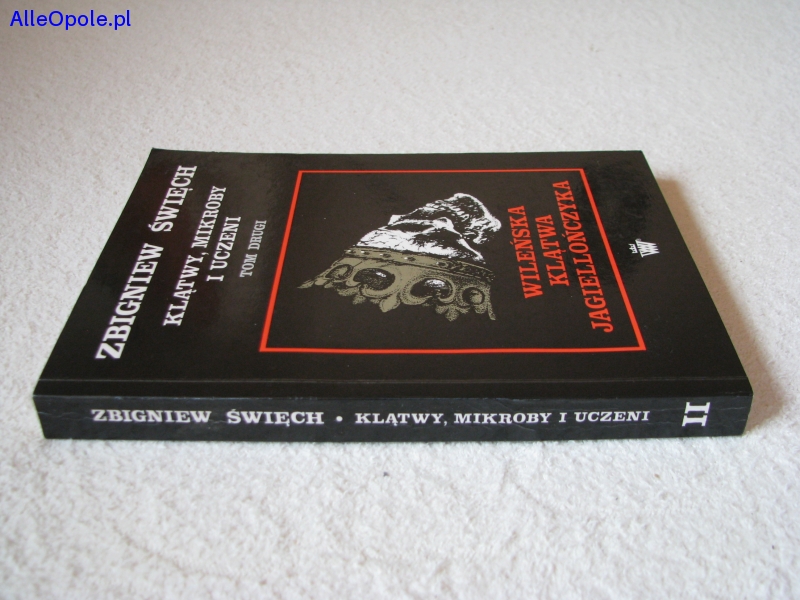 AlleOpole.pl
ZBIGNIEW ŚWIĘCH
KLĄTWY, MIKROBY
I UCZENI
TOM DRUGI
WILEŃSKA
KLĄTWA
JAGIELLOŃCZYKA
ZBIGNIEW ŚWIĘCH • KLĄTWY, MIKROBY I UCZENI II